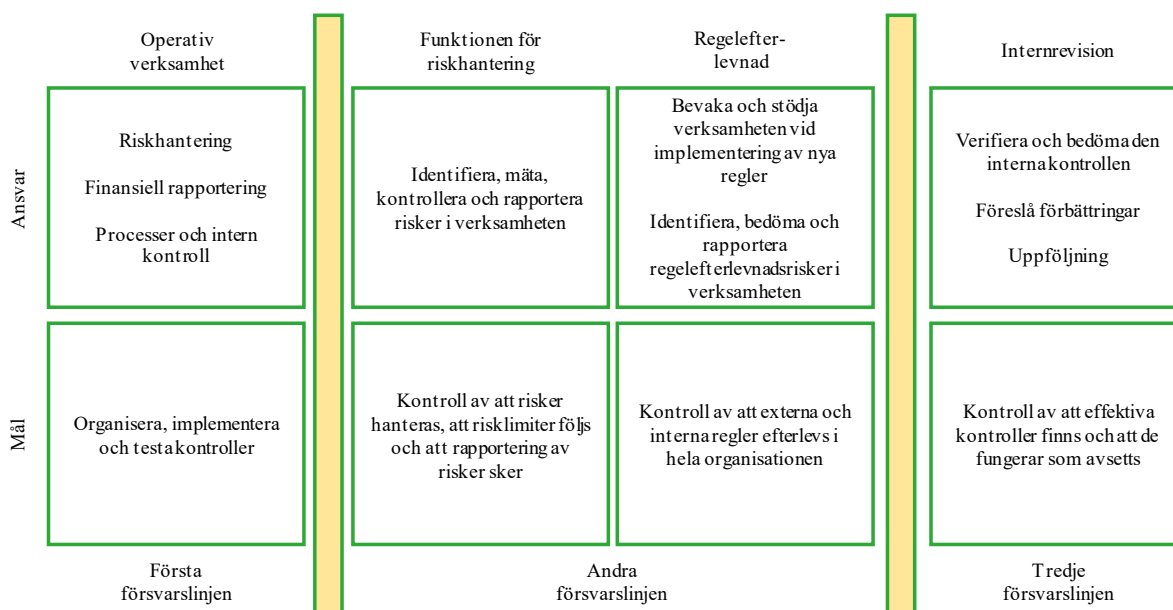 Operativ
verksamhet
Funktionen för
riskhantering
Regelefter-
levnad
Internrevision
Ansvar
Riskhantering
Finansiell rapportering
Processer och intern
kontroll
Identifiera, mäta,
kontrollera och rapportera
risker i verksamheten
Bevaka och stödja
verksamheten vid
implementering av nya
regler
Identifiera, bedöma och
rapportera
regelefterlevnadsrisker i
verksamheten
Verifiera och bedöma den
interna kontrollen
Föreslå förbättringar
Uppföljning
Mål
Organisera, implementera
och testa kontroller
Kontroll av att risker
hanteras, att risklimiter följs
och att rapportering av
risker sker
Kontroll av att externa och
interna regler efterlevs i
hela organisationen
Kontroll av att effektiva
kontroller finns och att de
fungerar som avsetts
Första
försvarslinjen
Andra
försvarslinjen
Tredje
försvarslinjen